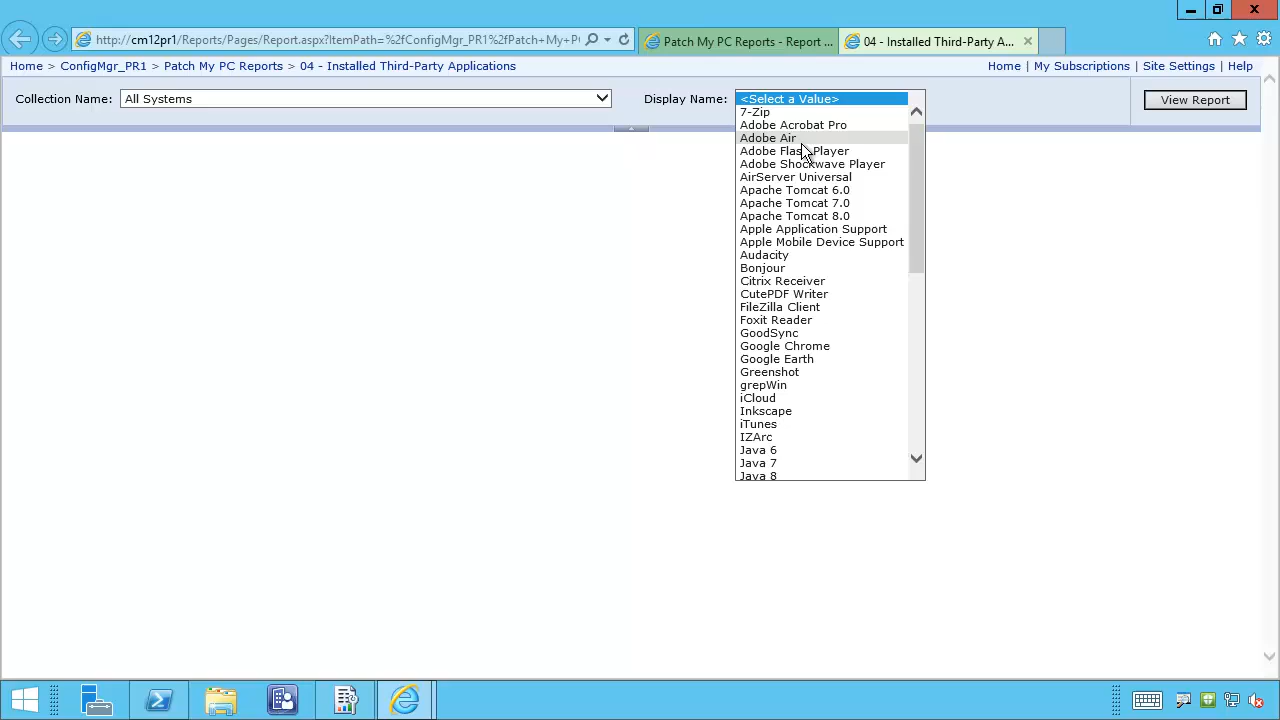 http://cm12pr1/Reports/Pages/Report.aspx?ItemPath=%2fConfigMgr_PR1%2fPatch+My+P
Patch My PC Reports - Report ...
04 - Installed Third-Party A...
Home > ConfigMgr_PR1 > Patch My PC Reports > 04 - Installed Third-Party Applications
Home | My Subscriptions | Site Settings | Help
Collection Name: All Systems
Display Name: <Select a Value>
View Report
7-Zip
Adobe Acrobat Pro
Adobe Air
Adobe Flash Player
Adobe Shockwave Player
AirServer Universal
Apache Tomcat 6.0
Apache Tomcat 7.0
Apache Tomcat 8.0
Apple Application Support
Apple Mobile Device Support
Audacity
Bonjour
Citrix Receiver
CutePDF Writer
FileZilla Client
Foxit Reader
GoodSync
Google Chrome
Google Earth
Greenshot
grepWin
iCloud
Inkscape
iTunes
IZArc
Java 6
Java 7
Java 8